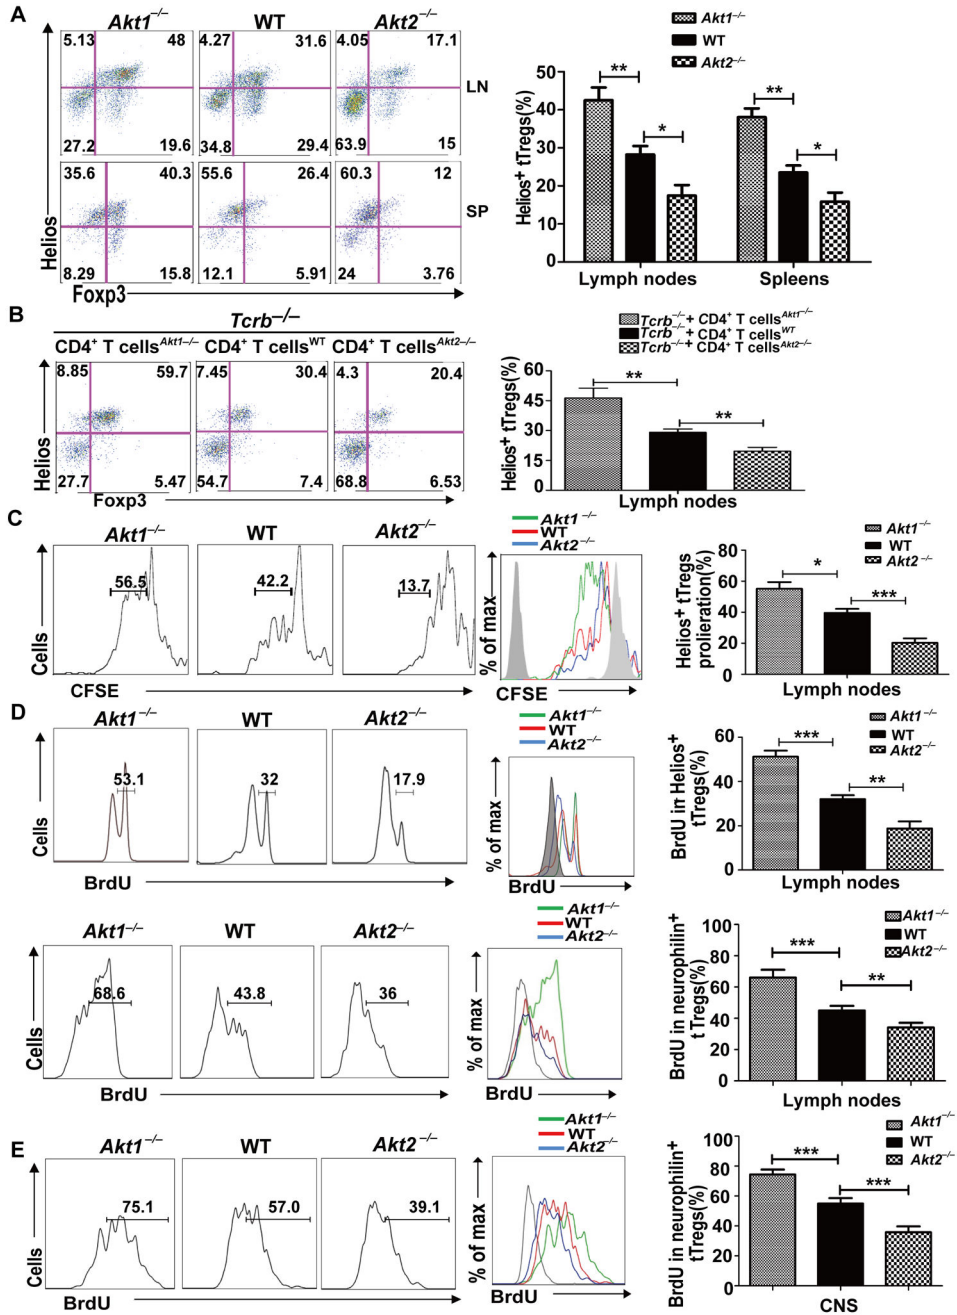 A
Akt1–/–
WT
Akt2–/–
5.13 48
4.27 31.6
4.05 17.1
LN
27.2 19.6
34.8 29.4
63.9 15
35.6 40.3
55.6 26.4
60.3 12
SP
8.29 15.8
12.1 5.91
24 3.76
Helios
Foxp3
Akt1–/–
WT
Akt2–/–
Helios+ tTregs(%)
50
40
30
20
10
0
**
*
**
*
Lymph nodes
Spleens
B
Tcrb–/–
CD4+ T cellsAkt1–/–
CD4+ T cellsWT
CD4+ T cellsAkt2–/–
8.85 59.7
7.45 30.4
4.3 20.4
27.7 5.47
54.7 7.4
68.8 6.53
Helios
Foxp3
Tcrb–/–+ CD4+ T cellsAkt1–/–
Tcrb–/–+ CD4+ T cellsWT
Tcrb–/–+ CD4+ T cellsAkt2–/–
Helios+ tTregs(%)
60
45
30
15
0
**
**
Lymph nodes
C
Akt1–/–
WT
Akt2–/–
56.5
42.2
13.7
Cells
CFSE
Akt1–/–
WT
Akt2–/–
% of max
CFSE
Akt1–/–
WT
Akt2–/–
Helios+ tTregs
prolieration(%)
80
60
40
20
0
*
***
Lymph nodes
D
Akt1–/–
WT
Akt2–/–
53.1
32
17.9
Cells
BrdU
Akt1–/–
WT
Akt2–/–
% of max
BrdU
Akt1–/–
WT
Akt2–/–
BrdU in Helios+
tTregs(%)
60
40
20
0
***
**
Lymph nodes
Akt1–/–
WT
Akt2–/–
68.6
43.8
36
Cells
BrdU
Akt1–/–
WT
Akt2–/–
% of max
BrdU
Akt1–/–
WT
Akt2–/–
BrdU in neurophilin+
t Tregs(%)
100
80
60
40
20
0
***
**
Lymph nodes
E
Akt1–/–
WT
Akt2–/–
75.1
57.0
39.1
Cells
BrdU
Akt1–/–
WT
Akt2–/–
% of max
BrdU
Akt1–/–
WT
Akt2–/–
BrdU in neurophilin+
tTregs(%)
100
80
60
40
20
0
***
***
CNS